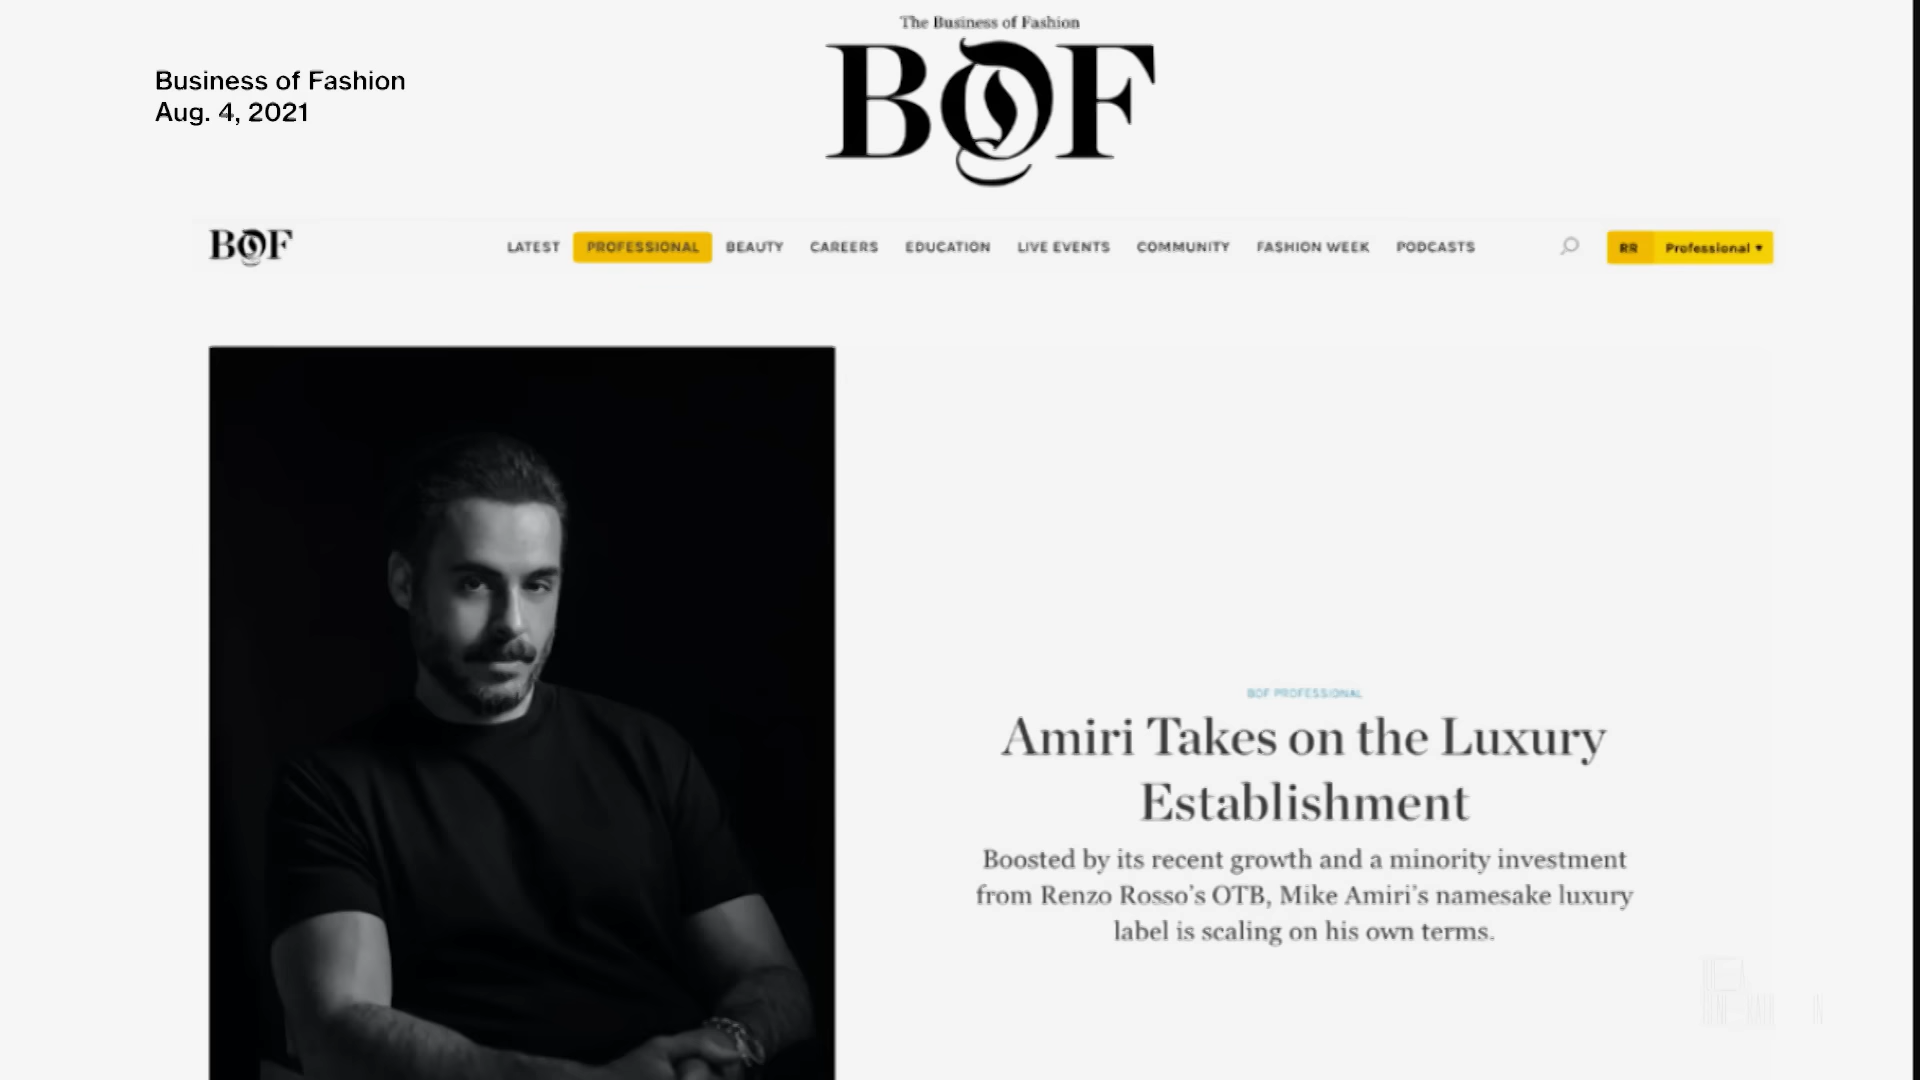 The Business of Fashion
BOF
Business of Fashion
Aug. 4, 2021
BOF
LATEST PROFESSIONAL BEAUTY CAREERS EDUCATION LIVE EVENTS COMMUNITY FASHION WEEK PODCASTS RR Professional
BOF PROFESSIONAL
Amiri Takes on the Luxury
Establishment
Boosted by its recent growth and a minority investment
from Renzo Rosso's OTB, Mike Amiri's namesake luxury
label is scaling on his own terms.